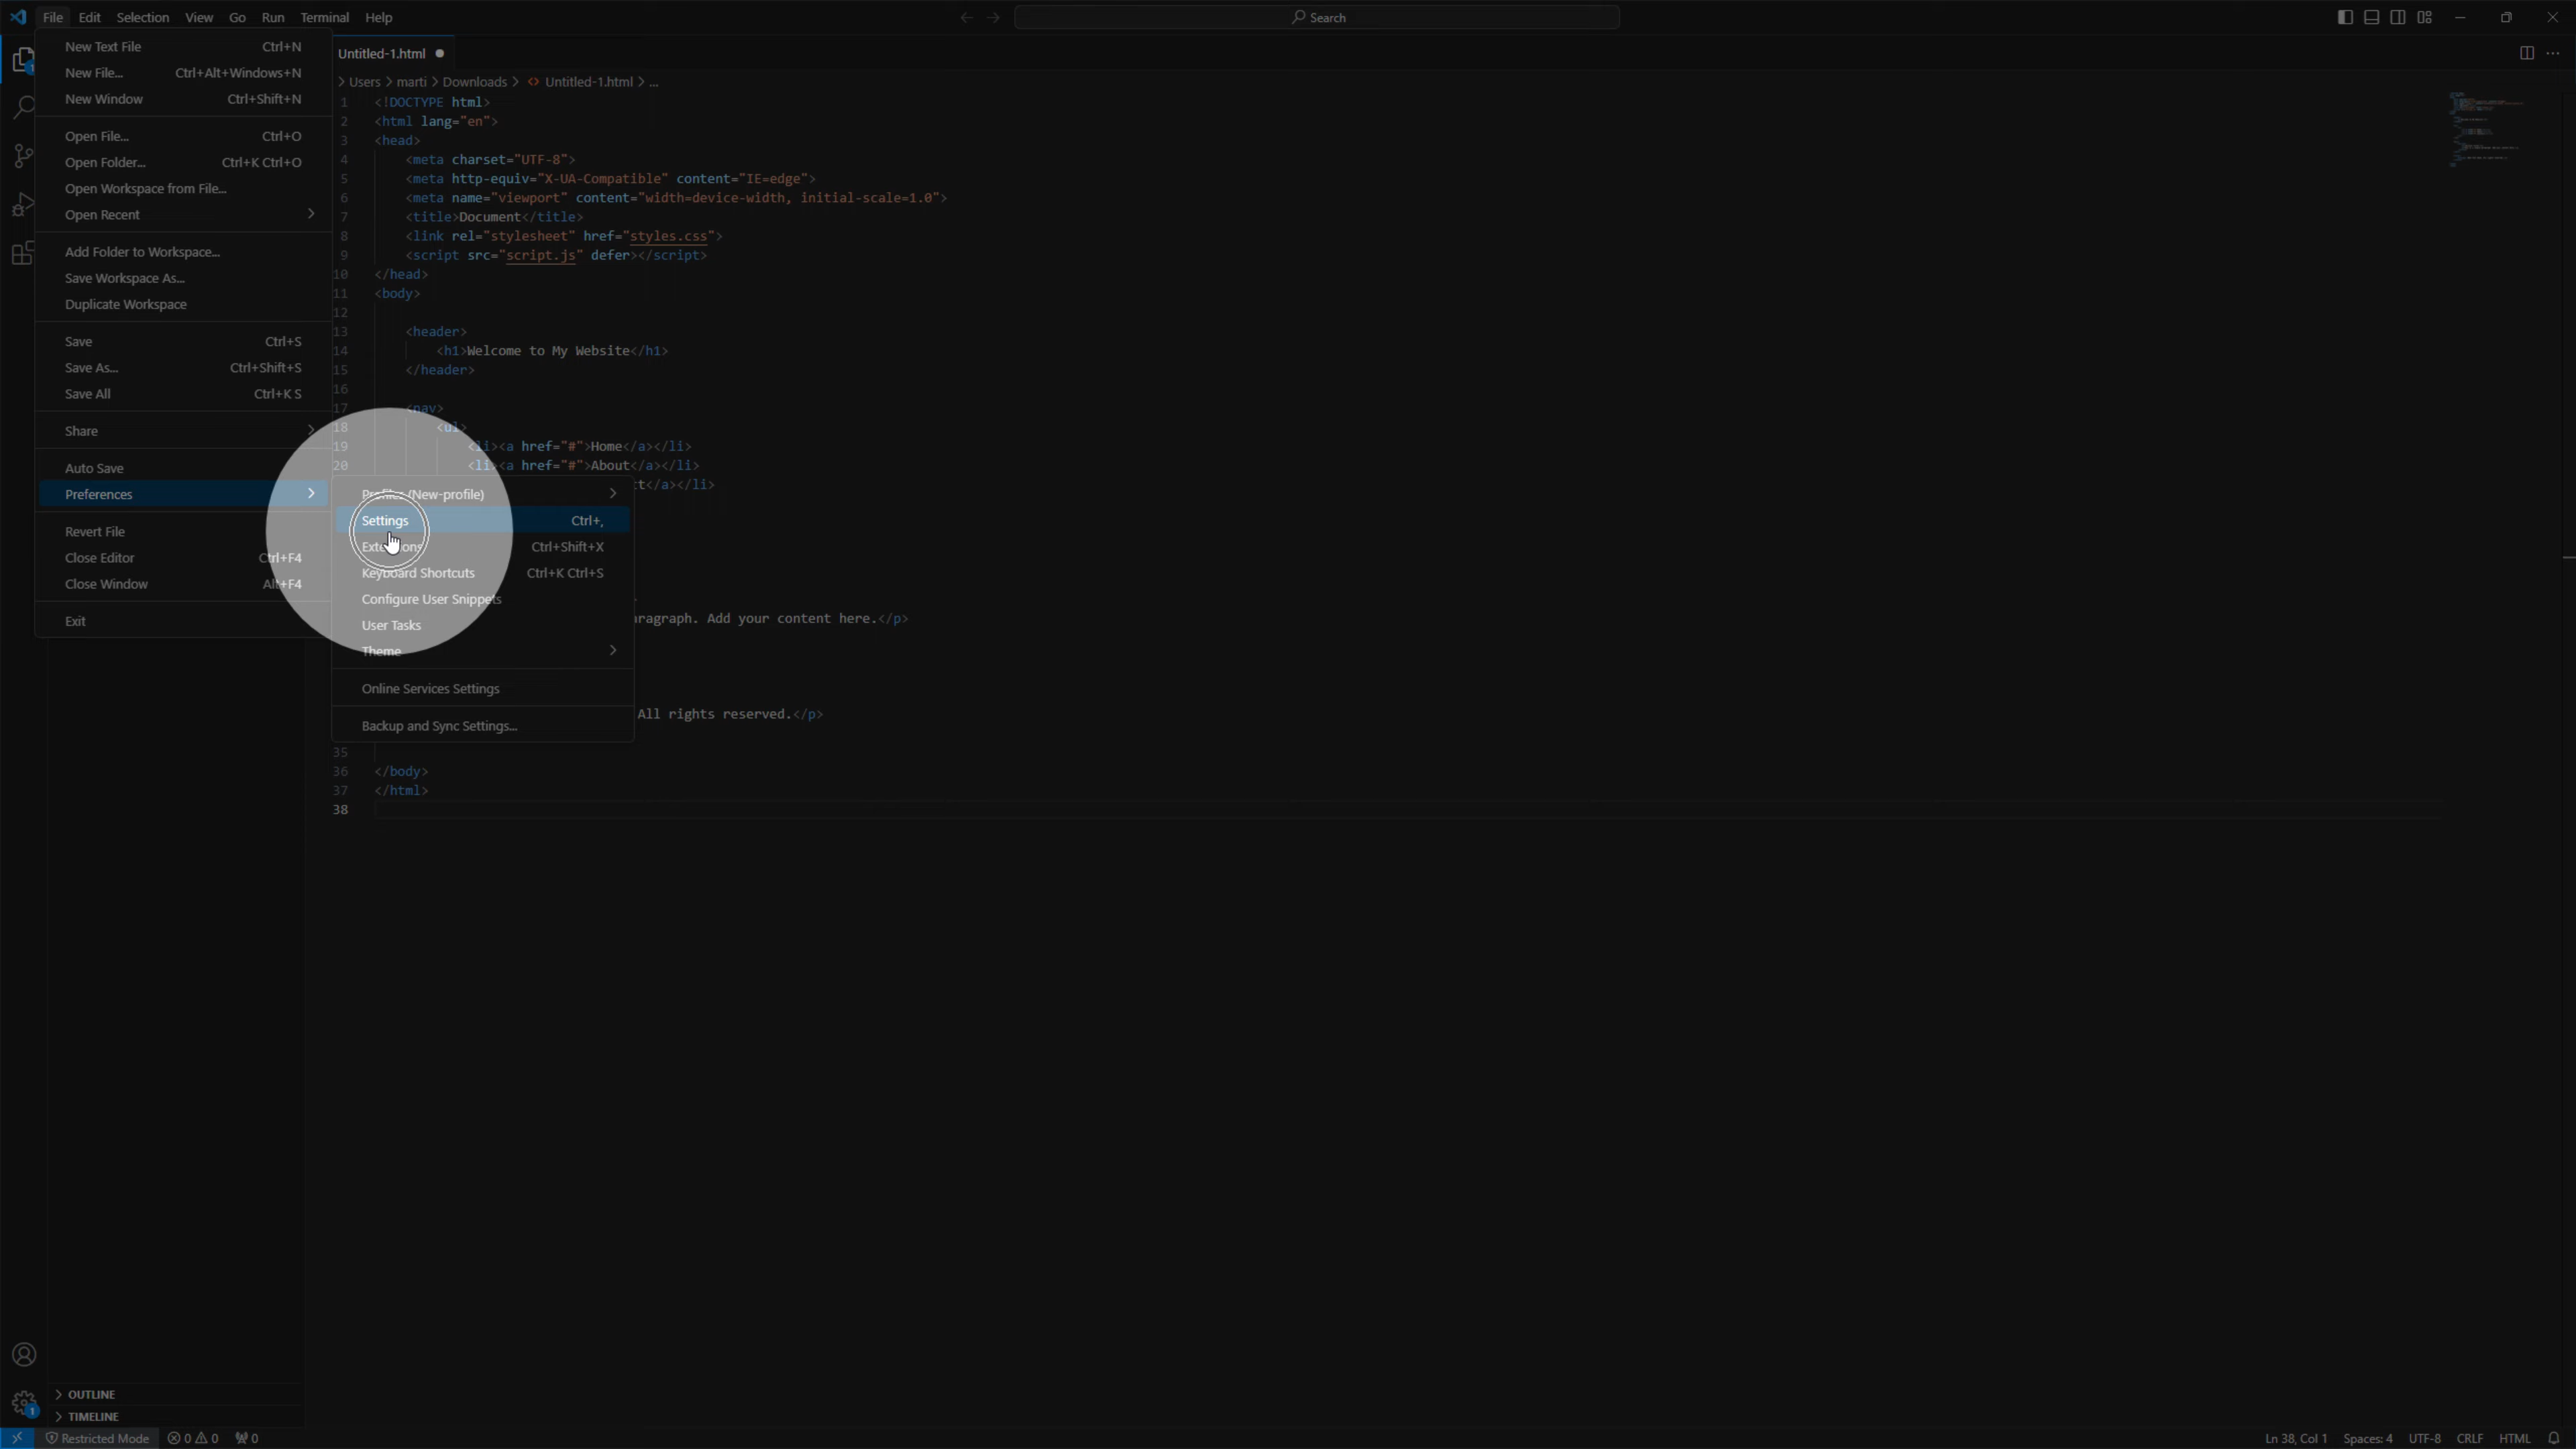 File Edit Selection View Go Run Terminal Help
Search
New Text File Ctrl+N
New File... Ctrl+Alt+Windows+N
New Window Ctrl+Shift+N
Open File... Ctrl+O
Open Folder... Ctrl+K Ctrl+O
Open Workspace from File...
Open Recent
Add Folder to Workspace...
Save Workspace As...
Duplicate Workspace
Save Ctrl+S
Save As... Ctrl+Shift+S
Save All Ctrl+K S
Share
Auto Save
Preferences
Revert File
Close Editor Ctrl+F4
Close Window Alt+F4
Exit
Profiles (New-profile)
Settings Ctrl+,
Extensions Ctrl+Shift+X
Keyboard Shortcuts Ctrl+K Ctrl+S
Configure User Snippets
User Tasks
Theme
Online Services Settings
Backup and Sync Settings...
Untitled-1.html
> Users > marti > Downloads > <> Untitled-1.html > ...
1 <!DOCTYPE html>
2 <html lang="en">
3 <head>
4 <meta charset="UTF-8">
5 <meta http-equiv="X-UA-Compatible" content="IE=edge">
6 <meta name="viewport" content="width=device-width, initial-scale=1.0">
7 <title>Document</title>
8 <link rel="stylesheet" href="styles.css">
9 <script src="script.js" defer></script>
10 </head>
11 <body>
12
13 <header>
14 <h1>Welcome to My Website</h1>
15 </header>
16
17 <nav>
18 <ul>
19 <li><a href="#">Home</a></li>
20 <li><a href="#">About</a></li>
ct</a></li>
ragraph. Add your content here.</p>
All rights reserved.</p>
35
36 </body>
37 </html>
38
1
OUTLINE
1
TIMELINE
Restricted Mode 0 0 0
Ln 38, Col 1 Spaces: 4 UTF-8 CRLF HTML